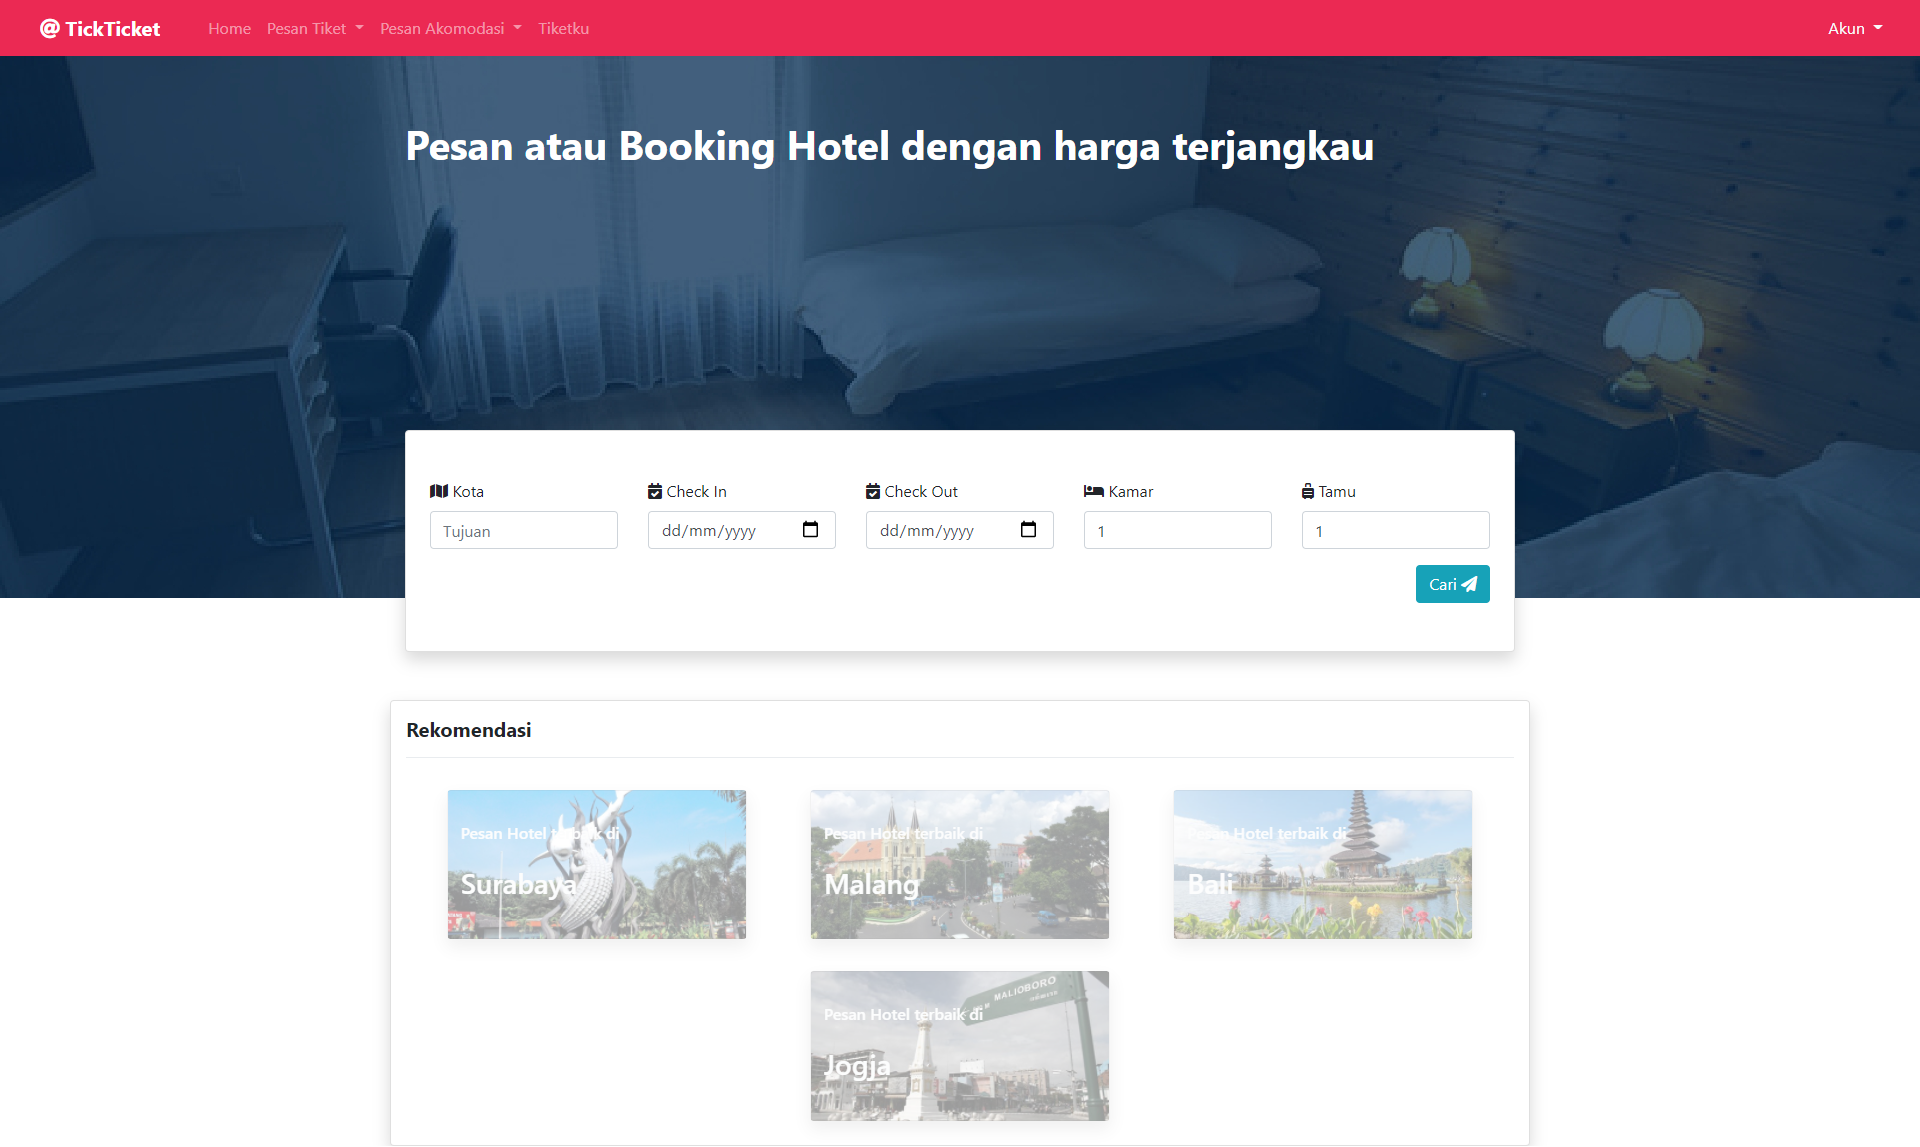 @ TickTicket
Home
Pesan Tiket
Pesan Akomodasi
Tiketku
Akun
Pesan atau Booking Hotel dengan harga terjangkau
Kota
Check In
Check Out
Kamar
Tamu
Tujuan
dd/mm/yyyy
dd/mm/yyyy
1
1
Cari
Rekomendasi
Pesan Hotel terbaik di
Surabaya
Pesan Hotel terbaik di
Malang
Pesan Hotel terbaik di
Bali
MALIOBORO
Pesan Hotel terbaik di
Jogja